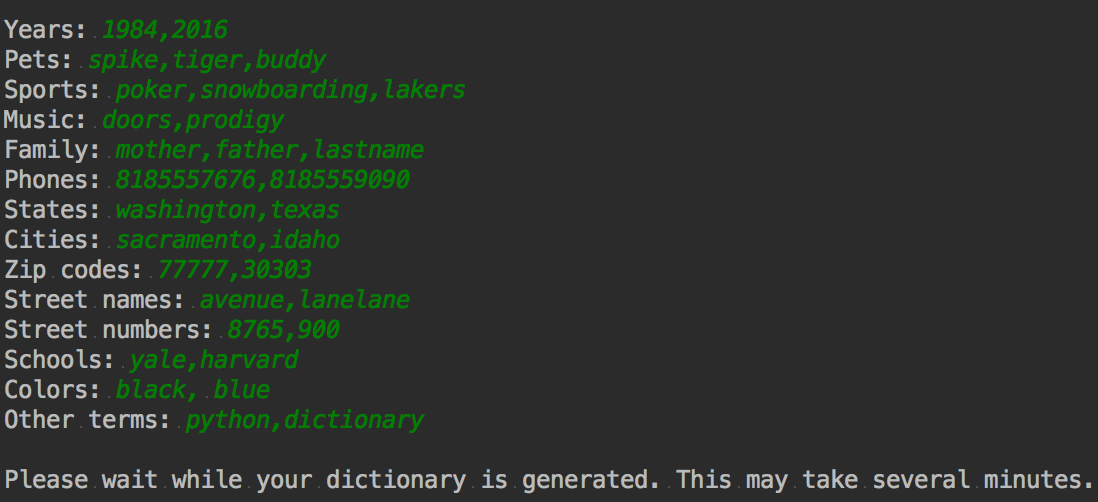 Years: 1984,2016
Pets: spike,tiger,buddy
Sports: poker,snowboarding,lakers
Music: doors,prodigy
Family: mother,father,lastname
Phones: 8185557676,8185559090
States: washington,texas
Cities: sacramento,idaho
Zip codes: 77777,30303
Street names: avenue,lanelane
Street numbers: 8765,900
Schools: yale,harvard
Colors: black, blue
Other terms: python,dictionary
Please wait while your dictionary is generated. This may take several minutes.